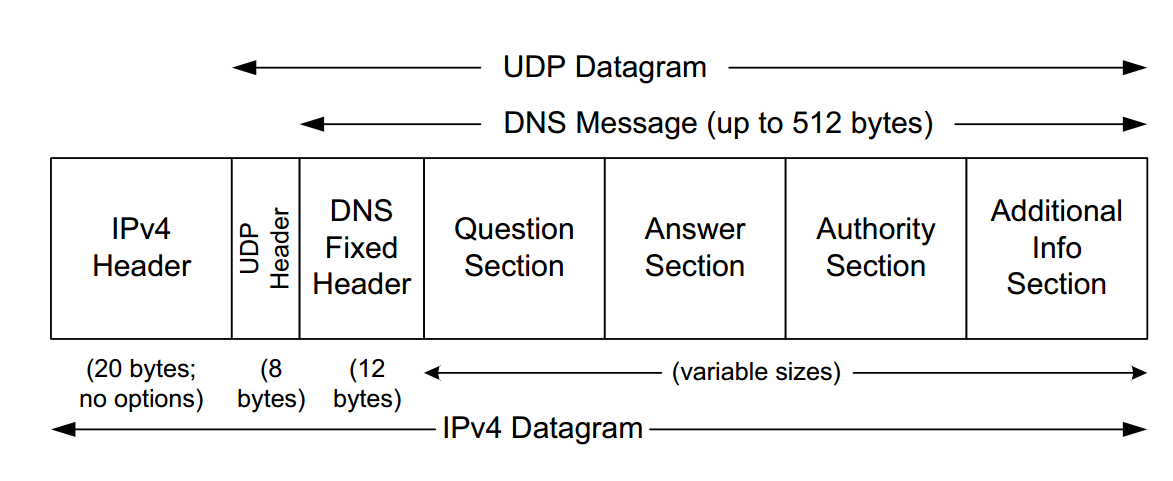 UDP Datagram
DNS Message (up to 512 bytes)
IPv4
Header
UDP
Header
DNS
Fixed
Header
Question
Section
Answer
Section
Authority
Section
Additional
Info
Section
(20 bytes;
no options)
(8
bytes)
(12
bytes)
(variable sizes)
IPv4 Datagram